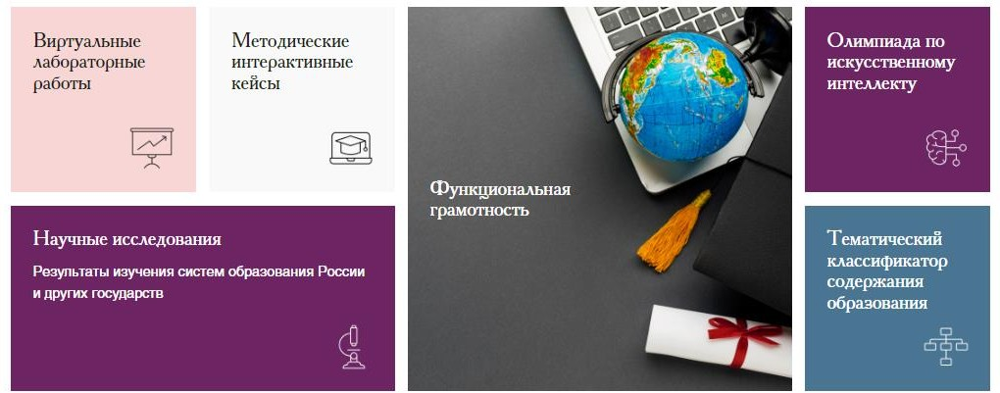 Виртуальные
лабораторные
работы
Методические
интерактивные
кейсы
Научные исследования
Результаты изучения систем образования России
и других государств
Функциональная
грамотность
Олимпиада по
искусственному
интеллекту
Тематический
классификатор
содержания
образования